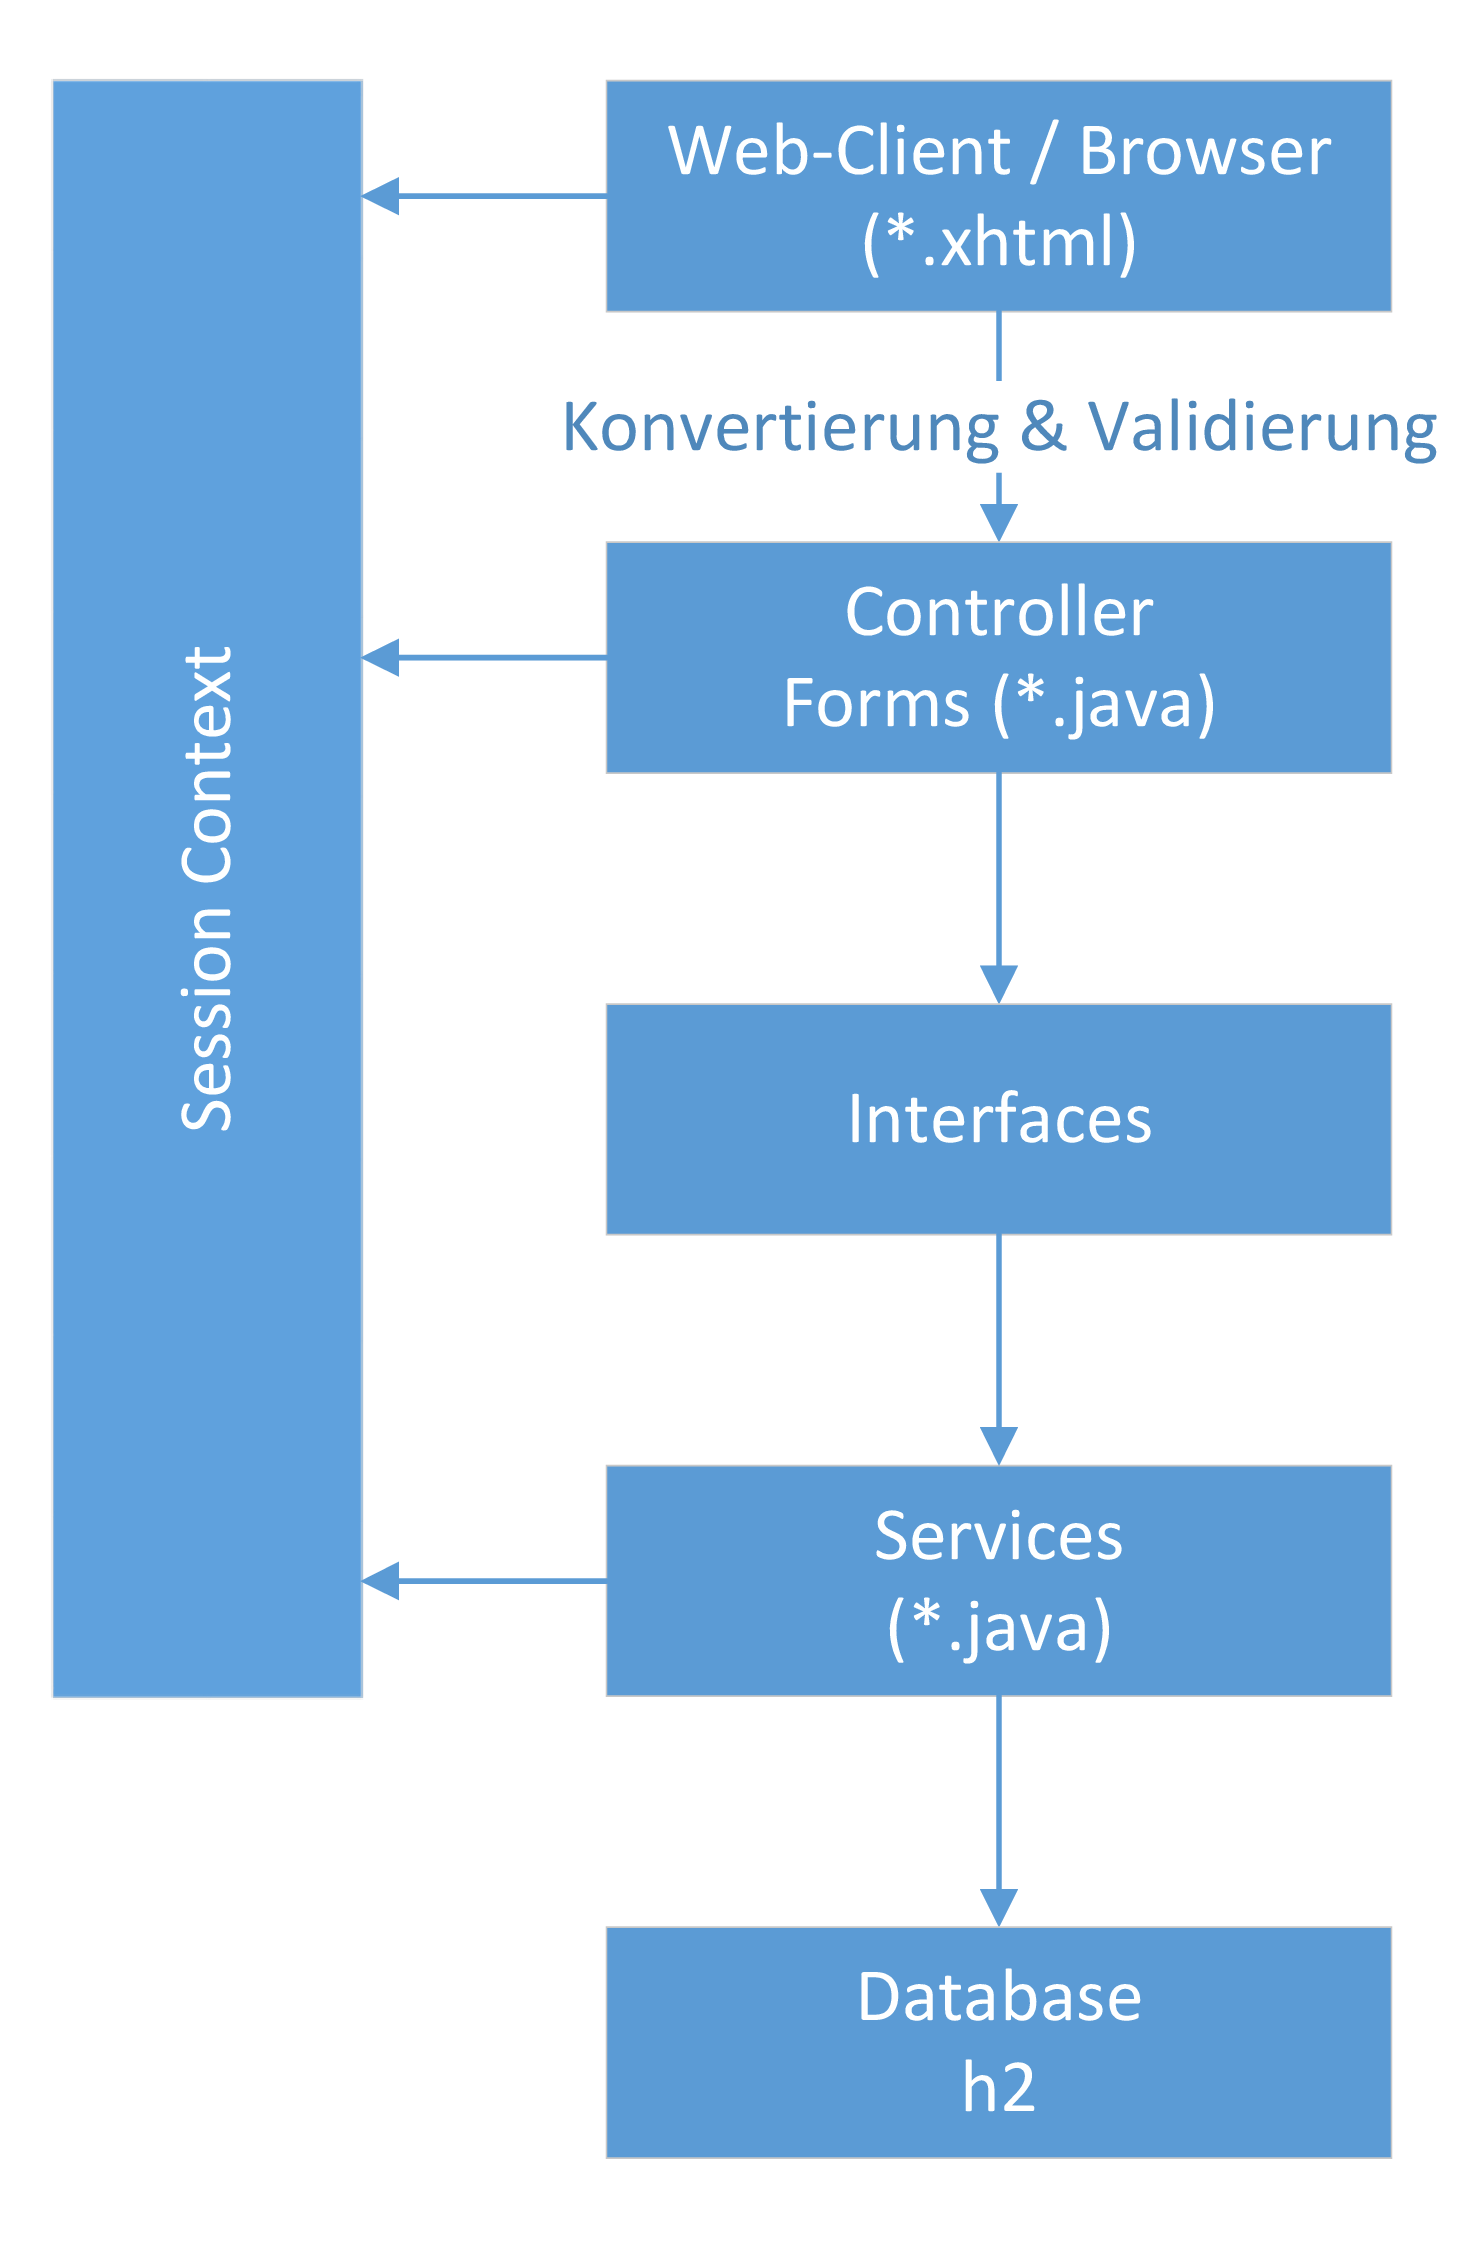 Session Context
Web-Client / Browser
(*.xhtml)
Konvertierung & Validierung
Controller
Forms (*.java)
Interfaces
Services
(*.java)
Database
h2